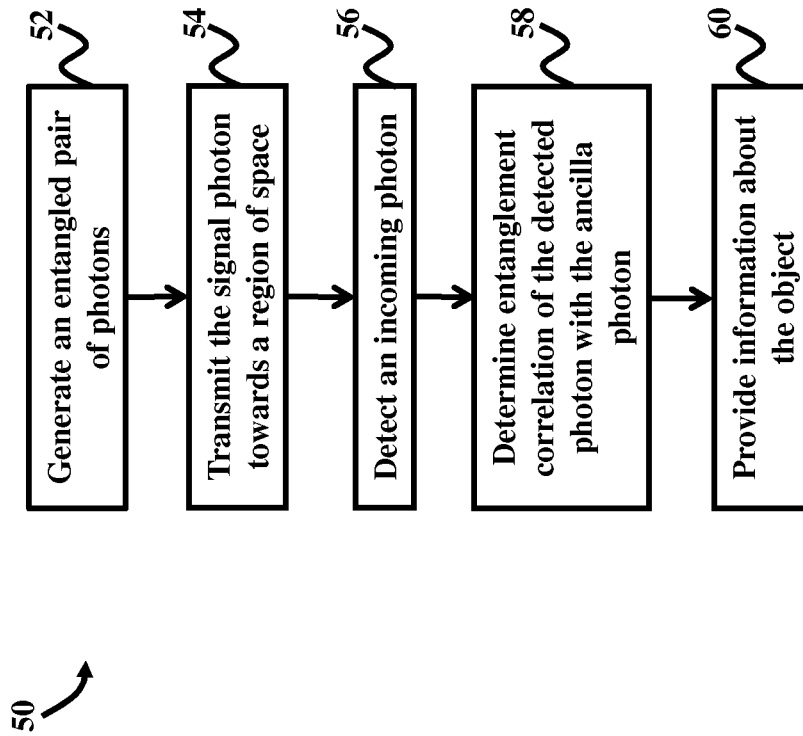 50
Generate an entangled pair
of photons
52
Transmit the signal photon
towards a region of space
54
Detect an incoming photon
56
Determine entanglement
correlation of the detected
photon with the ancilla
photon
58
Provide information about
the object
60